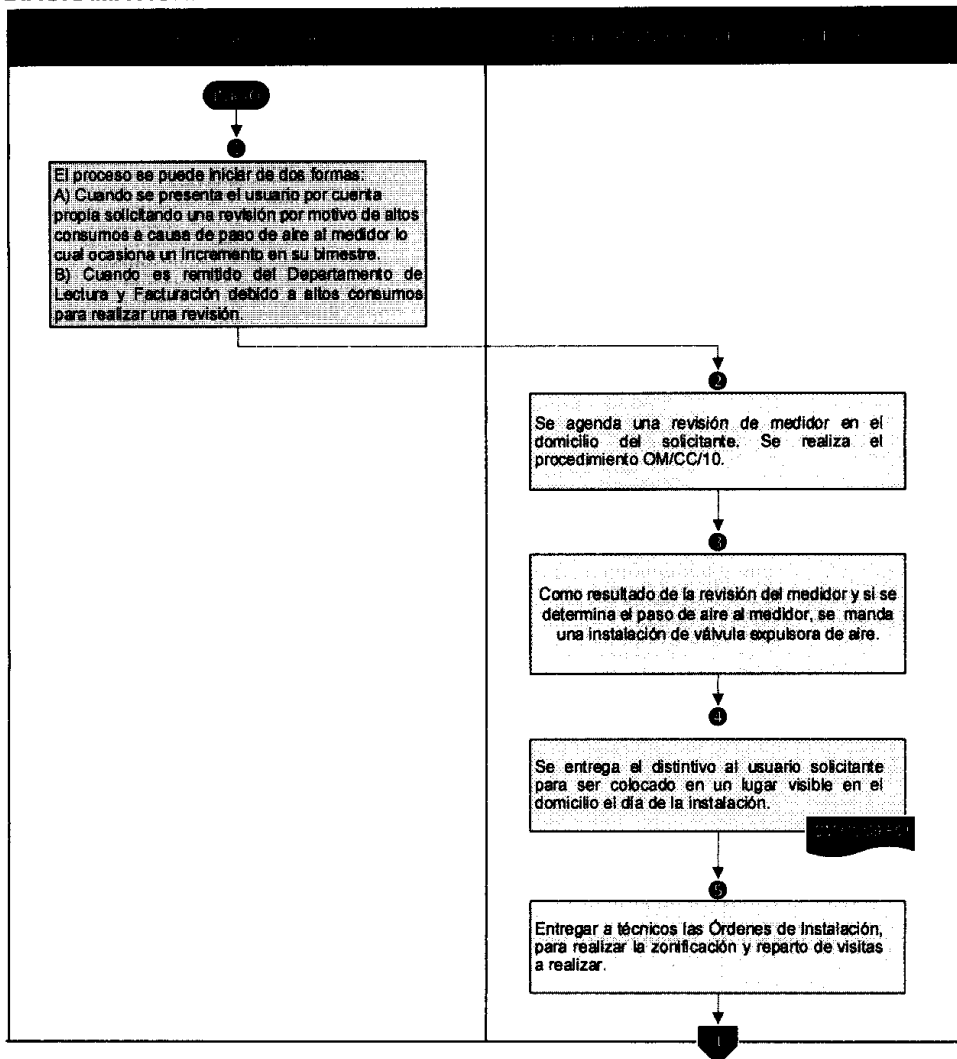 El proceso se puede iniciar de dos formas:
A) Cuando se presenta el usuario por cuenta
propia solicitando una revisión por motivo de altos
consumos a causa de paso de aire al medidor lo
cual ocasiona un incremento en su bimestre.
B) Cuando es remitido del Departamento de
Lectura y Facturación debido a altos consumos
para realizar una revisión.
2
Se agenda una revisión de medidor en el
domicilio del solicitante. Se realiza el
procedimiento OM/CC/10.
3
Como resultado de la revisión del medidor y si se
determina el paso de aire al medidor, se manda
una instalación de válvula expulsora de aire.
4
Se entrega el distintivo al usuario solicitante
para ser colocado en un lugar visible en el
domicilio el día de la instalación.
5
Entregar a técnicos las Órdenes de Instalación,
para realizar la zonificación y reparto de visitas
a realizar.
1